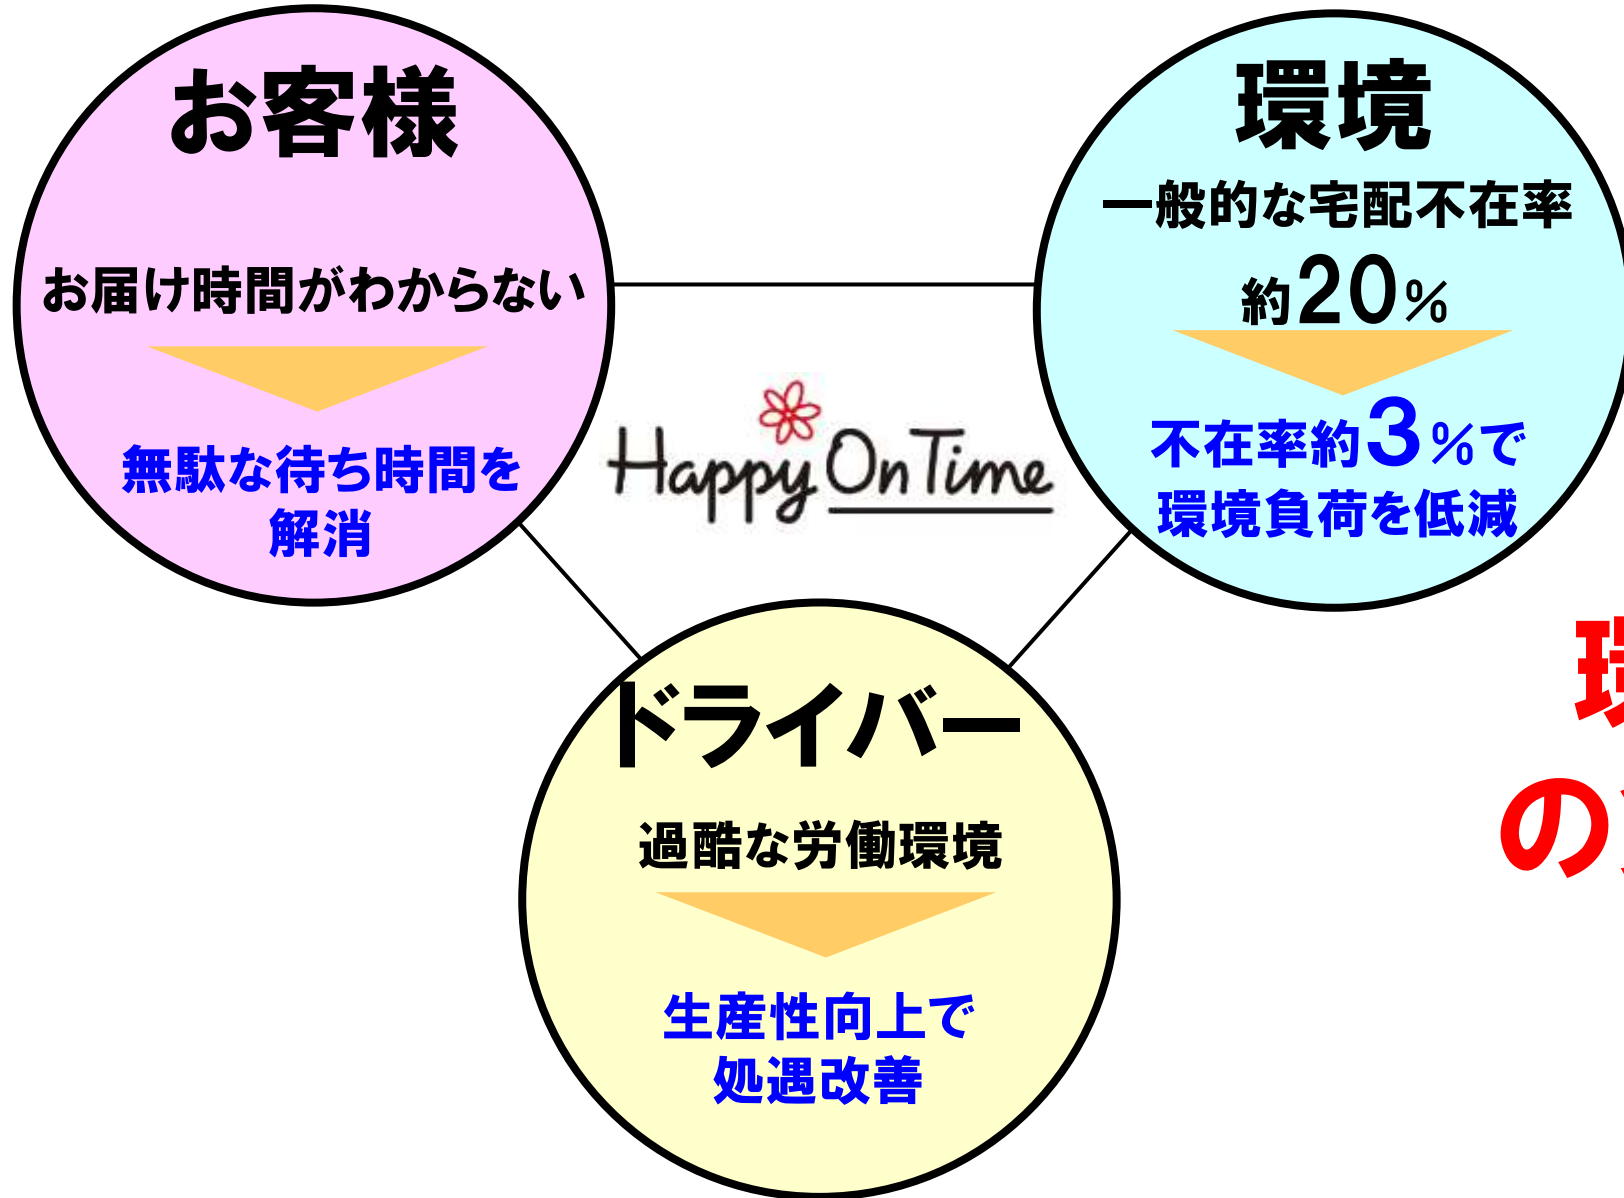 お客様
お届け時間がわからない
無駄な待ち時間を
解消
環境
一般的な宅配不在率
約20%
不在率約3%で
環境負荷を低減
Happy On Time
ドライバー
過酷な労働環境
生産性向上で
処遇改善
の